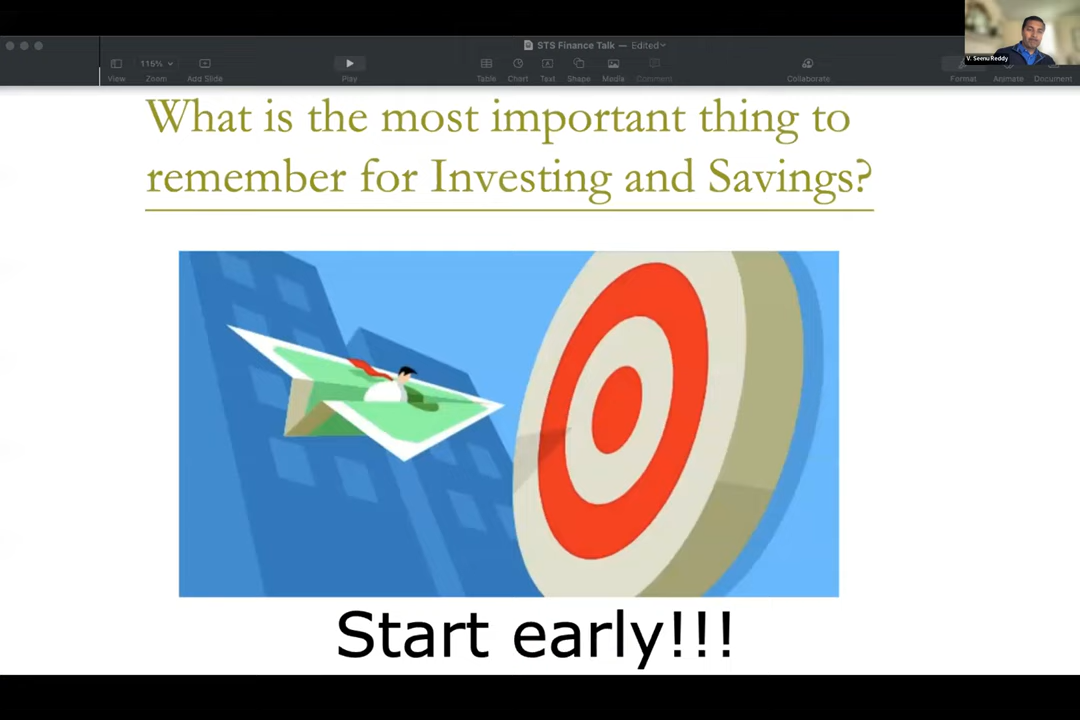 STS Finance Talk — Edited
115%
View
Zoom
Add Slide
Play
Table
Chart
Text
Shape
Media
Comment
Collaborate
Format
Animate
Document
V. Seenu Reddy
What is the most important thing to
remember for Investing and Savings?
Start early!!!